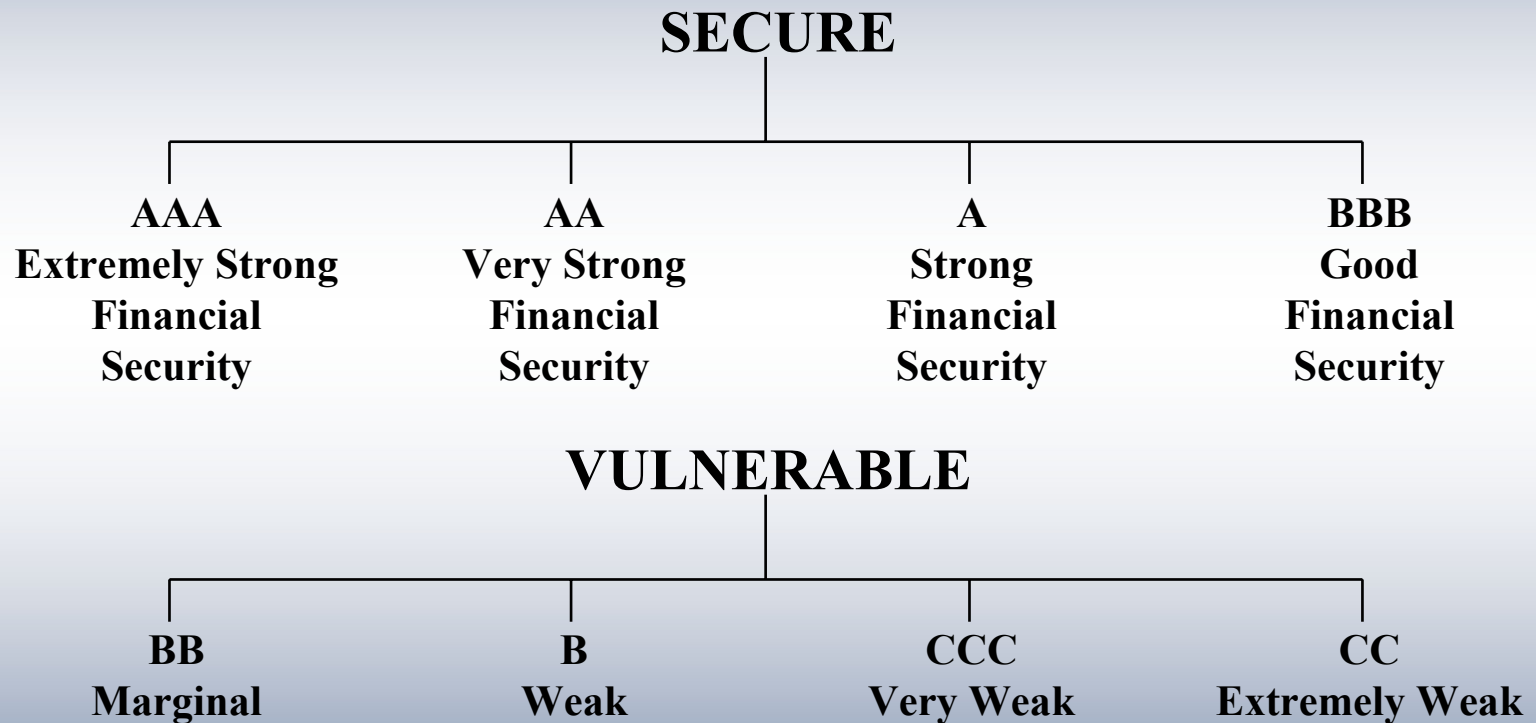 SECURE
AAA AA A BBB
Extremely Strong Very Strong Strong Good
Financial Financial Financial Financial
Security Security Security Security
VULNERABLE
BB B CCC CC
Marginal Weak Very Weak Extremely Weak